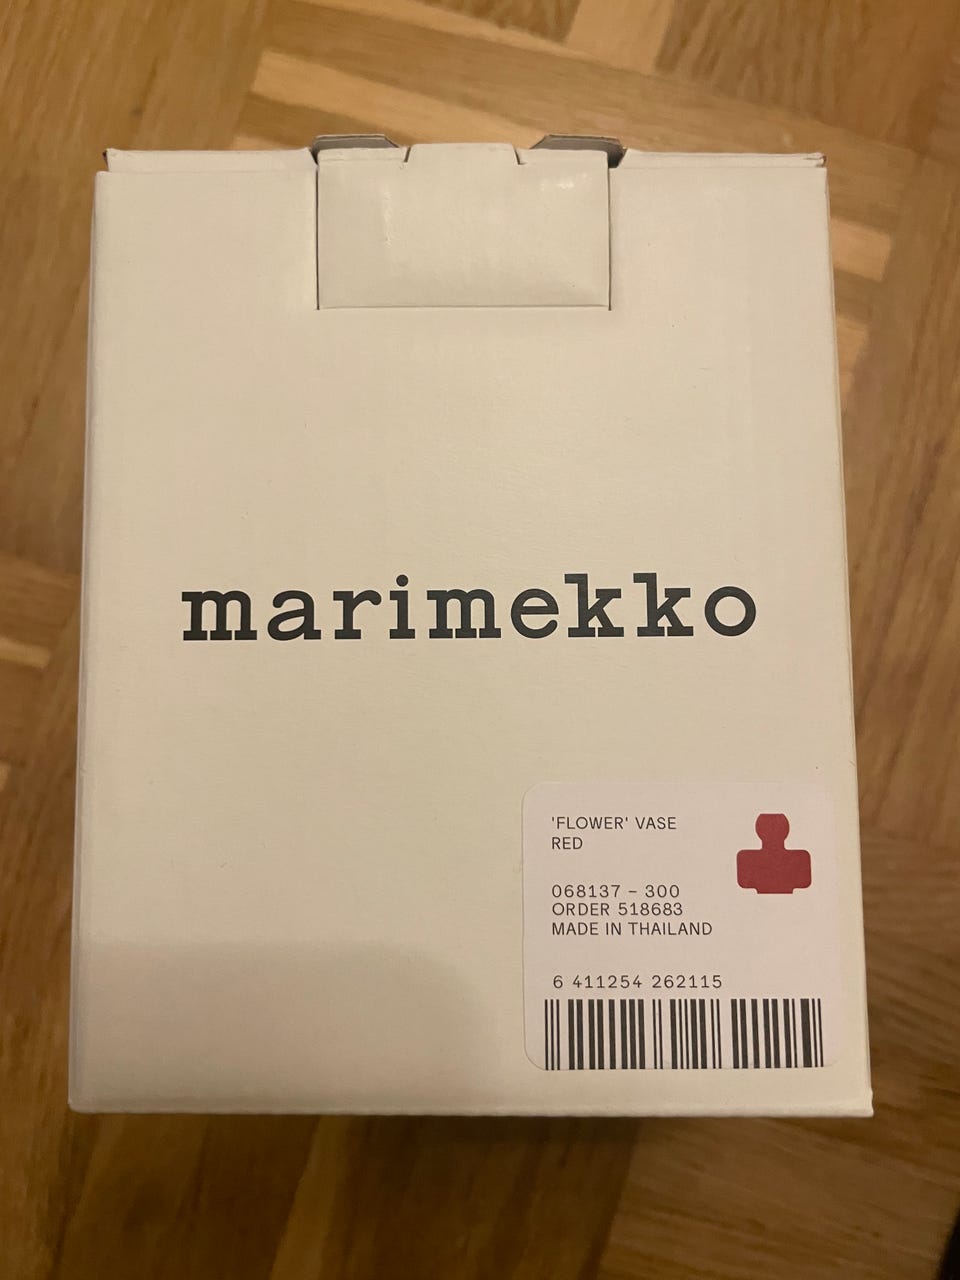 marimekko
'FLOWER' VASE
RED
068137 – 300
ORDER 518683
MADE IN THAILAND
6 411254 262115